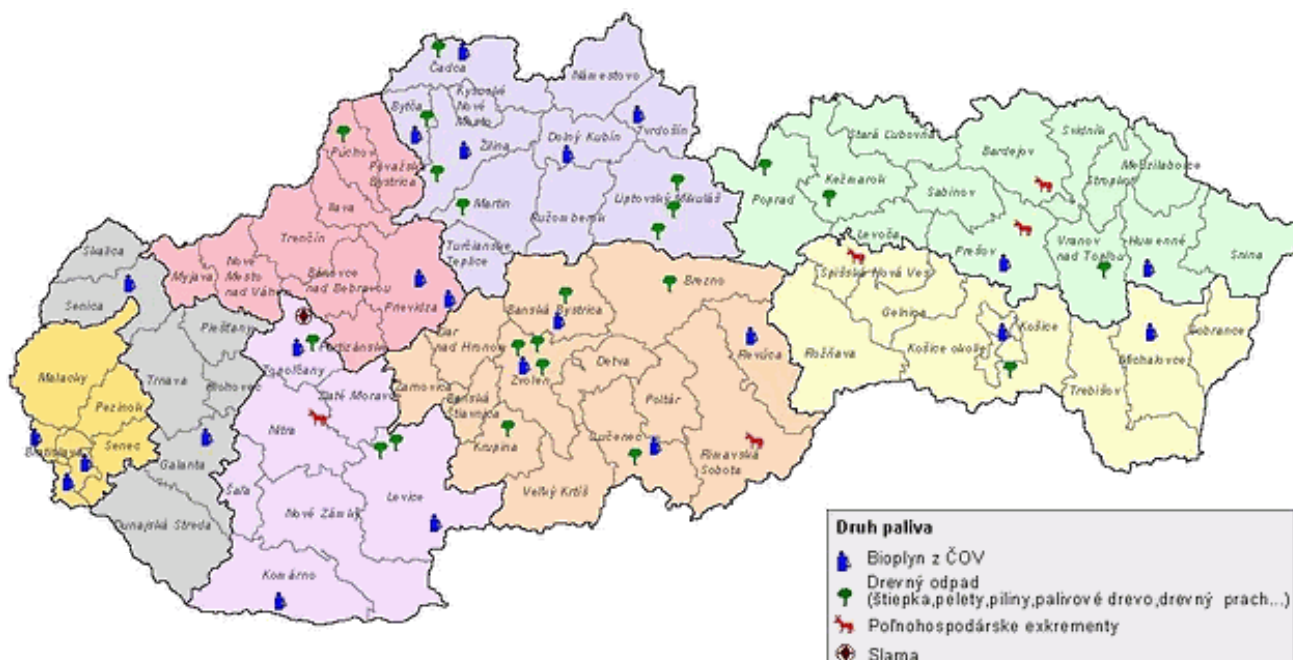 Čadca
Námestovo
Kysucké
Nové
Mesto
Bytča
Tvrdošín
Dolný Kubín
Žilina
Púchov
Považská
Bystrica
Stará Ľubovňa
Svidník
Bardejov
Medzilaborce
Stropkov
Kežmarok
Sabinov
Poprad
Liptovský Mikuláš
Martin
Ružomberok
Ilava
Levoča
Prešov
Vranov
nad Topľou
Humenné
Snina
Trenčín
Turčianske
Teplice
Skalica
Myjava
Nové
Mesto
nad Váhom
Bánovce
nad Bebravou
Prievidza
Spišská Nová Ves
Brezno
Senica
Banská Bystrica
Gelnica
Košice
Sobrance
Piešťany
Partizánske
Žiar
nad Hronom
Revúca
Rožňava
Košice okolie
Michalovce
Topoľčany
Detva
Malacky
Trnava
Hlohovec
Zvolen
Trebišov
Zlaté Moravce
Žarnovica
Banská
Štiavnica
Poltár
Pezinok
Nitra
Krupina
Lučenec
Senec
Bratislava
Galanta
Rimavská
Sobota
Šaľa
Levice
Veľký Krtíš
Nové Zámky
Dunajská Streda
Komárno
Druh paliva
Bioplyn z ČOV
Drevný odpad
(štiepka,pelety,piliny,palivové drevo,drevný prach...)
Poľnohospodárske exkrementy
Slama